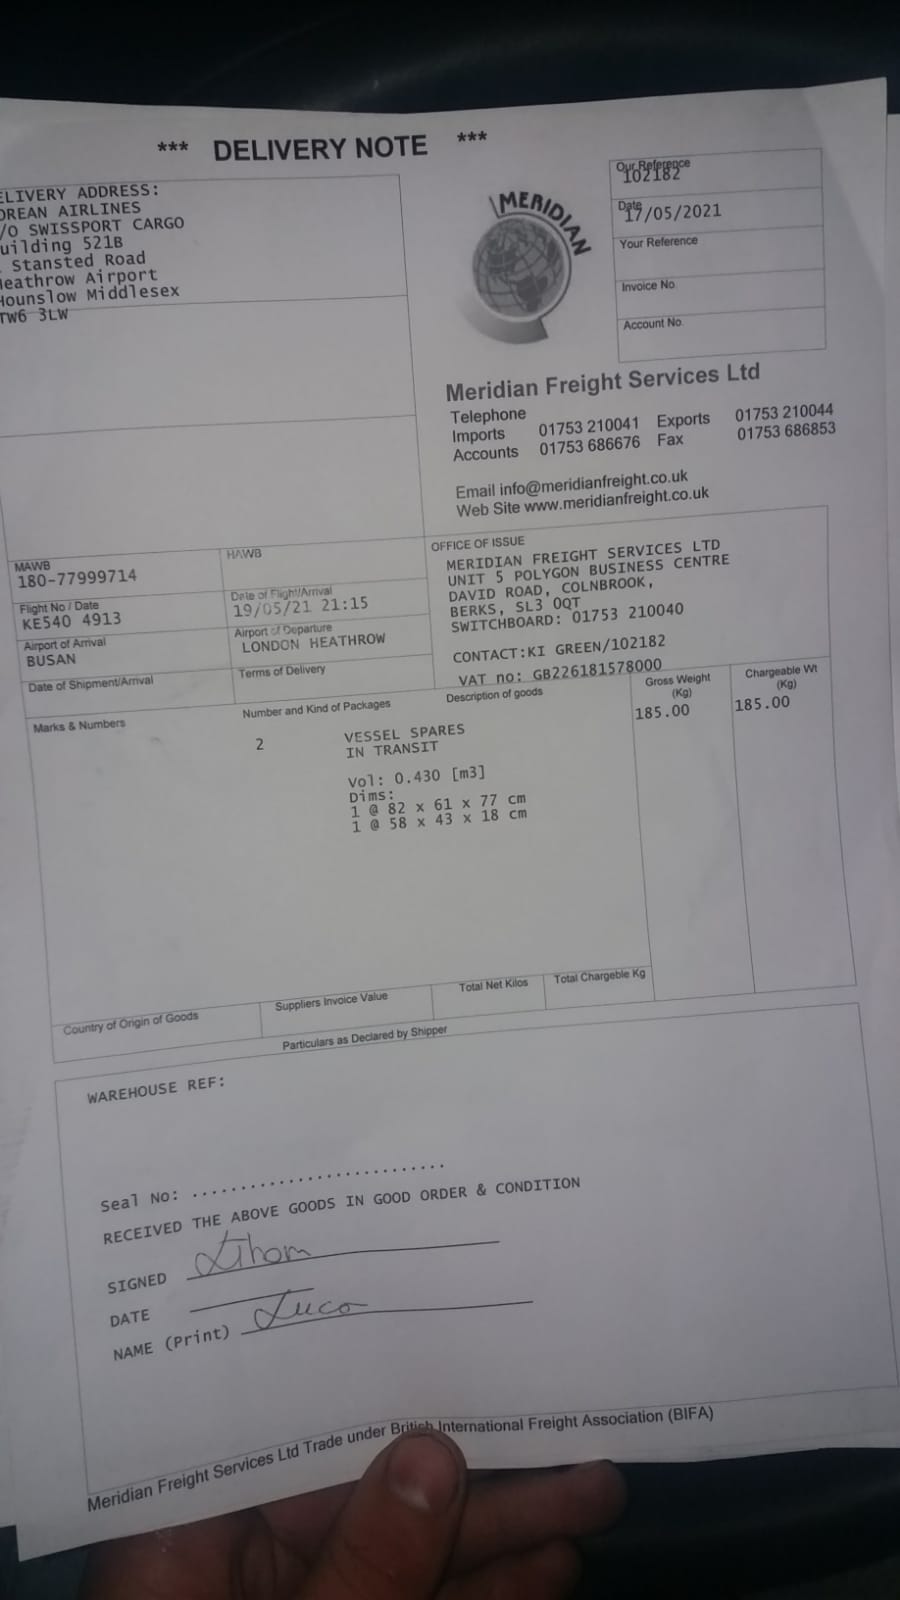 *** DELIVERY NOTE ***
ELIVERY ADDRESS:
OREAN AIRLINES
/O SWISSPORT CARGO
uilding 521B
Stansted Road
eathrow Airport
Hounslow Middlesex
TW6 3LW
MERIDIAN
Our Reference
102182
Date
17/05/2021
Your Reference
Invoice No.
Account No.
Meridian Freight Services Ltd
Telephone
Imports 01753 210041 Exports 01753 210044
Accounts 01753 686676 Fax 01753 686853
Email info@meridianfreight.co.uk
Web Site www.meridianfreight.co.uk
MAWB
180-77999714
HAWB
Flight No / Date
KE540 4913
Date of Flight/Arrival
19/05/21 21:15
Airport of Arrival
BUSAN
Airport of Departure
LONDON HEATHROW
Date of Shipment/Arrival
Terms of Delivery
OFFICE OF ISSUE
MERIDIAN FREIGHT SERVICES LTD
UNIT 5 POLYGON BUSINESS CENTRE
DAVID ROAD, COLNBROOK,
BERKS, SL3 0QT
SWITCHBOARD: 01753 210040
CONTACT:KI GREEN/102182
VAT no: GB226181578000
Marks & Numbers
Number and Kind of Packages
Description of goods
Gross Weight
(Kg)
Chargeable Wt
(Kg)
2
VESSEL SPARES
IN TRANSIT
185.00
185.00
Vol: 0.430 [m3]
Dims:
1 @ 82 x 61 x 77 cm
1 @ 58 x 43 x 18 cm
Country of Origin of Goods
Suppliers Invoice Value
Total Net Kilos
Total Chargeble Kg
Particulars as Declared by Shipper
WAREHOUSE REF:
Seal No: ..........................
RECEIVED THE ABOVE GOODS IN GOOD ORDER & CONDITION
SIGNED
DATE
NAME (Print) Luca
Meridian Freight Services Ltd Trade under British International Freight Association (BIFA)